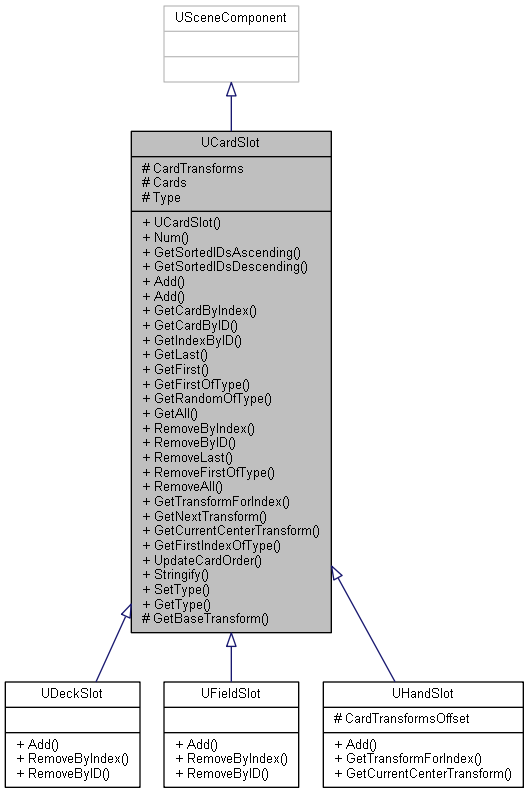 USceneComponent
UCardSlot
# CardTransforms
# Cards
# Type
+ UCardSlot()
+ Num()
+ GetSortedIDsAscending()
+ GetSortedIDsDescending()
+ Add()
+ Add()
+ GetCardByIndex()
+ GetCardByID()
+ GetIndexByID()
+ GetLast()
+ GetFirst()
+ GetFirstOfType()
+ GetRandomOfType()
+ GetAll()
+ RemoveByIndex()
+ RemoveByID()
+ RemoveLast()
+ RemoveFirstOfType()
+ RemoveAll()
+ GetTransformForIndex()
+ GetNextTransform()
+ GetCurrentCenterTransform()
+ GetFirstIndexOfType()
+ UpdateCardOrder()
+ Stringify()
+ SetType()
+ GetType()
# GetBaseTransform()
UDeckSlot
+ Add()
+ RemoveByIndex()
+ RemoveByID()
UFieldSlot
+ Add()
+ RemoveByIndex()
+ RemoveByID()
UHandSlot
# CardTransformsOffset
+ Add()
+ GetTransformForIndex()
+ GetCurrentCenterTransform()